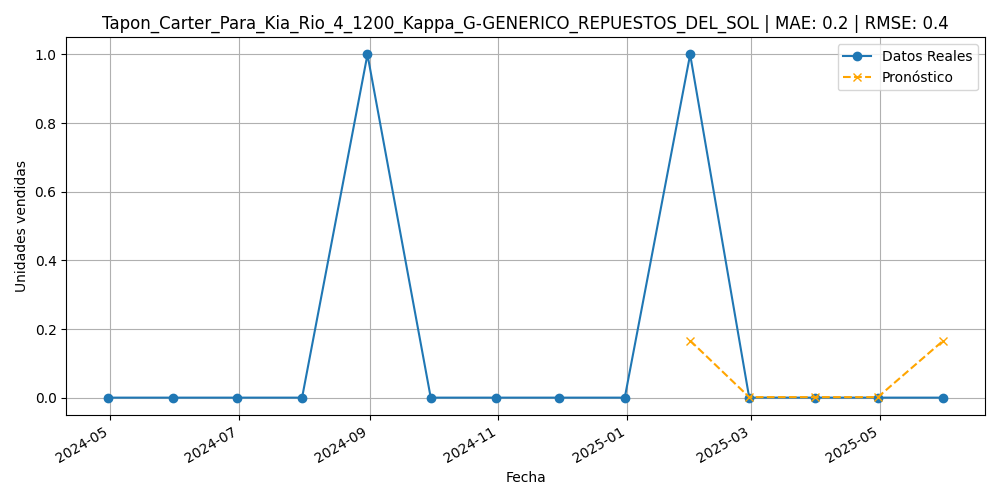 Tapon_Carter_Para_Kia_Rio_4_1200_Kappa_G-GENERICO_REPUESTOS_DEL_SOL | MAE: 0.2 | RMSE: 0.4
Datos Reales
Pronóstico
Unidades vendidas
1.0
0.8
0.6
0.4
0.2
0.0
2024-05
2024-07
2024-09
2024-11
2025-01
2025-03
2025-05
Fecha